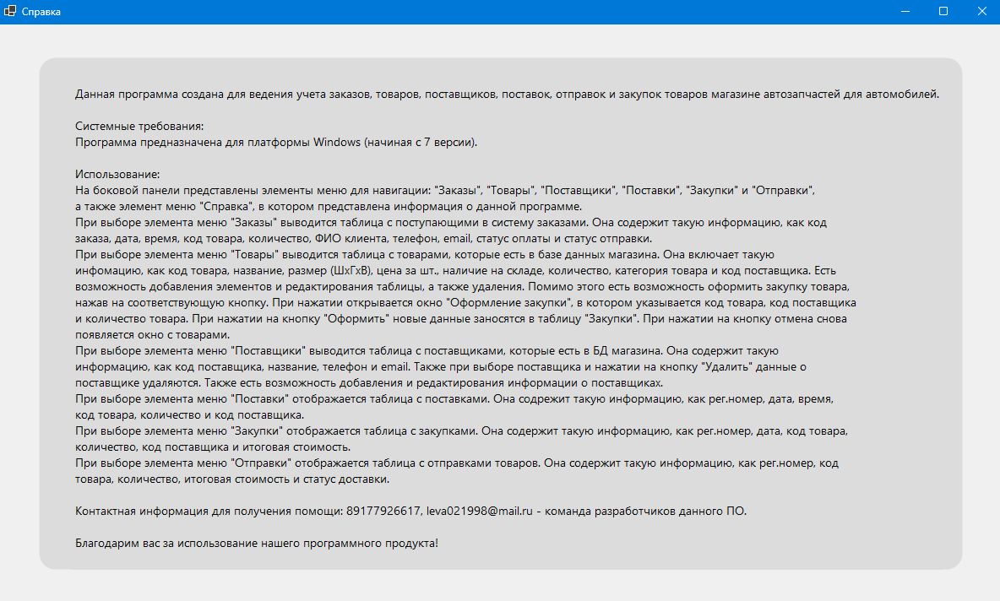 Справка
Данная программа создана для ведения учета заказов, товаров, поставщиков, поставок, отправок и закупок товаров магазине автозапчастей для автомобилей.
Системные требования:
Программа предназначена для платформы Windows (начиная с 7 версии).
Использование:
На боковой панели представлены элементы меню для навигации: "Заказы", "Товары", "Поставщики", "Поставки", "Закупки" и "Отправки",
а также элемент меню "Справка", в котором представлена информация о данной программе.
При выборе элемента меню "Заказы" выводится таблица с поступающими в систему заказами. Она содержит такую информацию, как код
заказа, дата, время, код товара, количество, ФИО клиента, телефон, email, статус оплаты и статус отправки.
При выборе элемента меню "Товары" выводится таблица с товарами, которые есть в базе данных магазина. Она включает такую
инфомацию, как код товара, название, размер (ШхГхВ), цена за шт., наличие на складе, количество, категория товара и код поставщика. Есть
возможность добавления элементов и редактирования таблицы, а также удаления. Помимо этого есть возможность оформить закупку товара,
нажав на соответствующую кнопку. При нажатии открывается окно "Оформление закупки", в котором указывается код товара, код поставщика
и количество товара. При нажатии на кнопку "Оформить" новые данные заносятся в таблицу "Закупки". При нажатии на кнопку отмена снова
появляется окно с товарами.
При выборе элемента меню "Поставщики" выводится таблица с поставщиками, которые есть в БД магазина. Она содержит такую
информацию, как код поставщика, название, телефон и email. Также при выборе поставщика и нажатии на кнопку "Удалить" данные о
поставщике удаляются. Также есть возможность добавления и редактирования информации о поставщиках.
При выборе элемента меню "Поставки" отображается таблица с поставками. Она содрежит такую информацию, как рег.номер, дата, время,
код товара, количество и код поставщика.
При выборе элемента меню "Закупки" отображается таблица с закупками. Она содержит такую информацию, как рег.номер, дата, код товара,
количество, код поставщика и итоговая стоимость.
При выборе элемента меню "Отправки" отображается таблица с отправками товаров. Она содержит такую информацию, как рег.номер, код
товара, количество, итоговая стоимость и статус доставки.
Контактная информация для получения помощи: 89177926617, leva021998@mail.ru - команда разработчиков данного ПО.
Благодарим вас за использование нашего программного продукта!